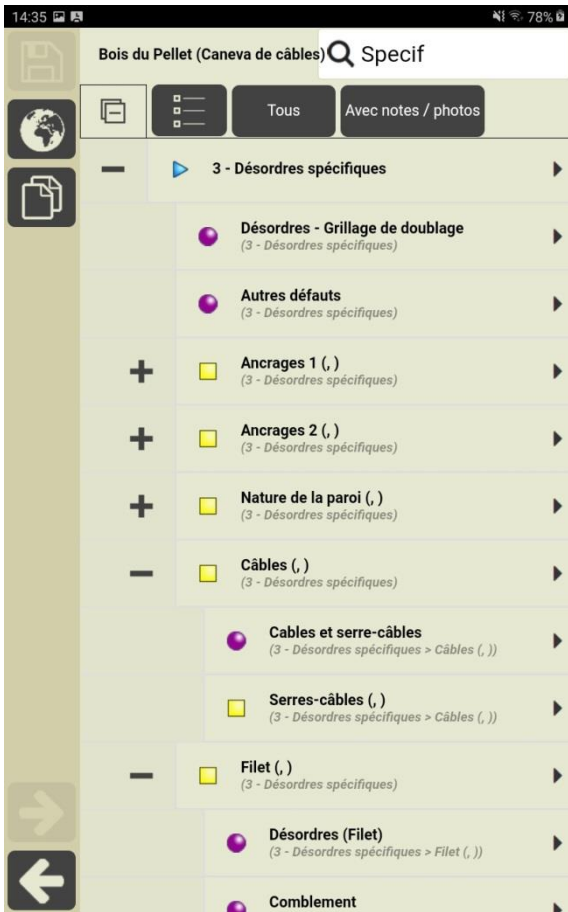 14:35 78%
Bois du Pellet (Caneva de câbles) Specif
Tous Avec notes / photos
3 - Désordres spécifiques
Désordres - Grillage de doublage
(3 - Désordres spécifiques)
Autres défauts
(3 - Désordres spécifiques)
Ancrages 1 (, )
(3 - Désordres spécifiques)
Ancrages 2 (, )
(3 - Désordres spécifiques)
Nature de la paroi (, )
(3 - Désordres spécifiques)
Câbles (, )
(3 - Désordres spécifiques)
Cables et serre-câbles
(3 - Désordres spécifiques > Câbles (, ))
Serres-câbles (, )
(3 - Désordres spécifiques > Câbles (, ))
Filet (, )
(3 - Désordres spécifiques)
Désordres (Filet)
(3 - Désordres spécifiques > Filet (, ))
Comblement